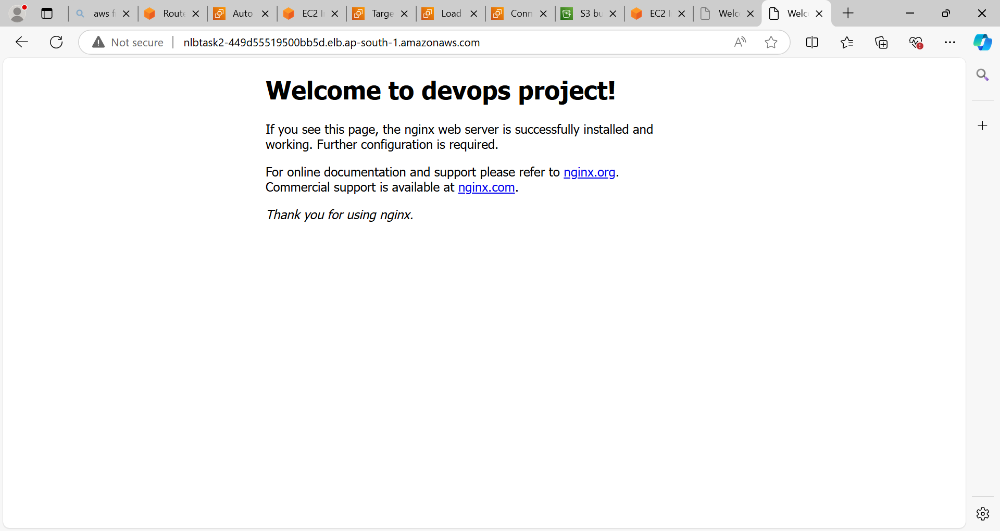 aws f
Route
Auto
EC2 I
Targe
Load
Conn
S3 bu
EC2 I
Welc
Welc
Not secure
nlbtask2-449d55519500bb5d.elb.ap-south-1.amazonaws.com
Welcome to devops project!
If you see this page, the nginx web server is successfully installed and
working. Further configuration is required.
For online documentation and support please refer to nginx.org.
Commercial support is available at nginx.com.
Thank you for using nginx.